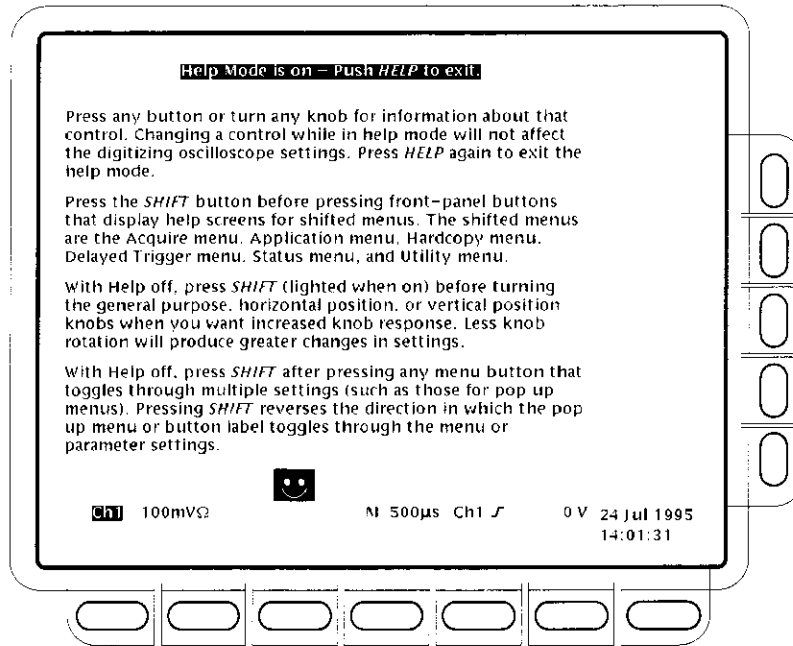 Help Mode is on – Push HELP to exit.
Press any button or turn any knob for information about that
control. Changing a control while in help mode will not affect
the digitizing oscilloscope settings. Press HELP again to exit the
help mode.
Press the SHIFT button before pressing front–panel buttons
that display help screens for shifted menus. The shifted menus
are the Acquire menu, Application menu, Hardcopy menu,
Delayed Trigger menu, Status menu, and Utility menu.
With Help off, press SHIFT (lighted when on) before turning
the general purpose, horizontal position, or vertical position
knobs when you want increased knob response. Less knob
rotation will produce greater changes in settings.
With Help off, press SHIFT after pressing any menu button that
toggles through multiple settings (such as those for pop up
menus). Pressing SHIFT reverses the direction in which the pop
up menu or button label toggles through the menu or
parameter settings.
Ch1 100mVΩ M 500µs Ch1 0 V 24 Jul 1995
14:01:31